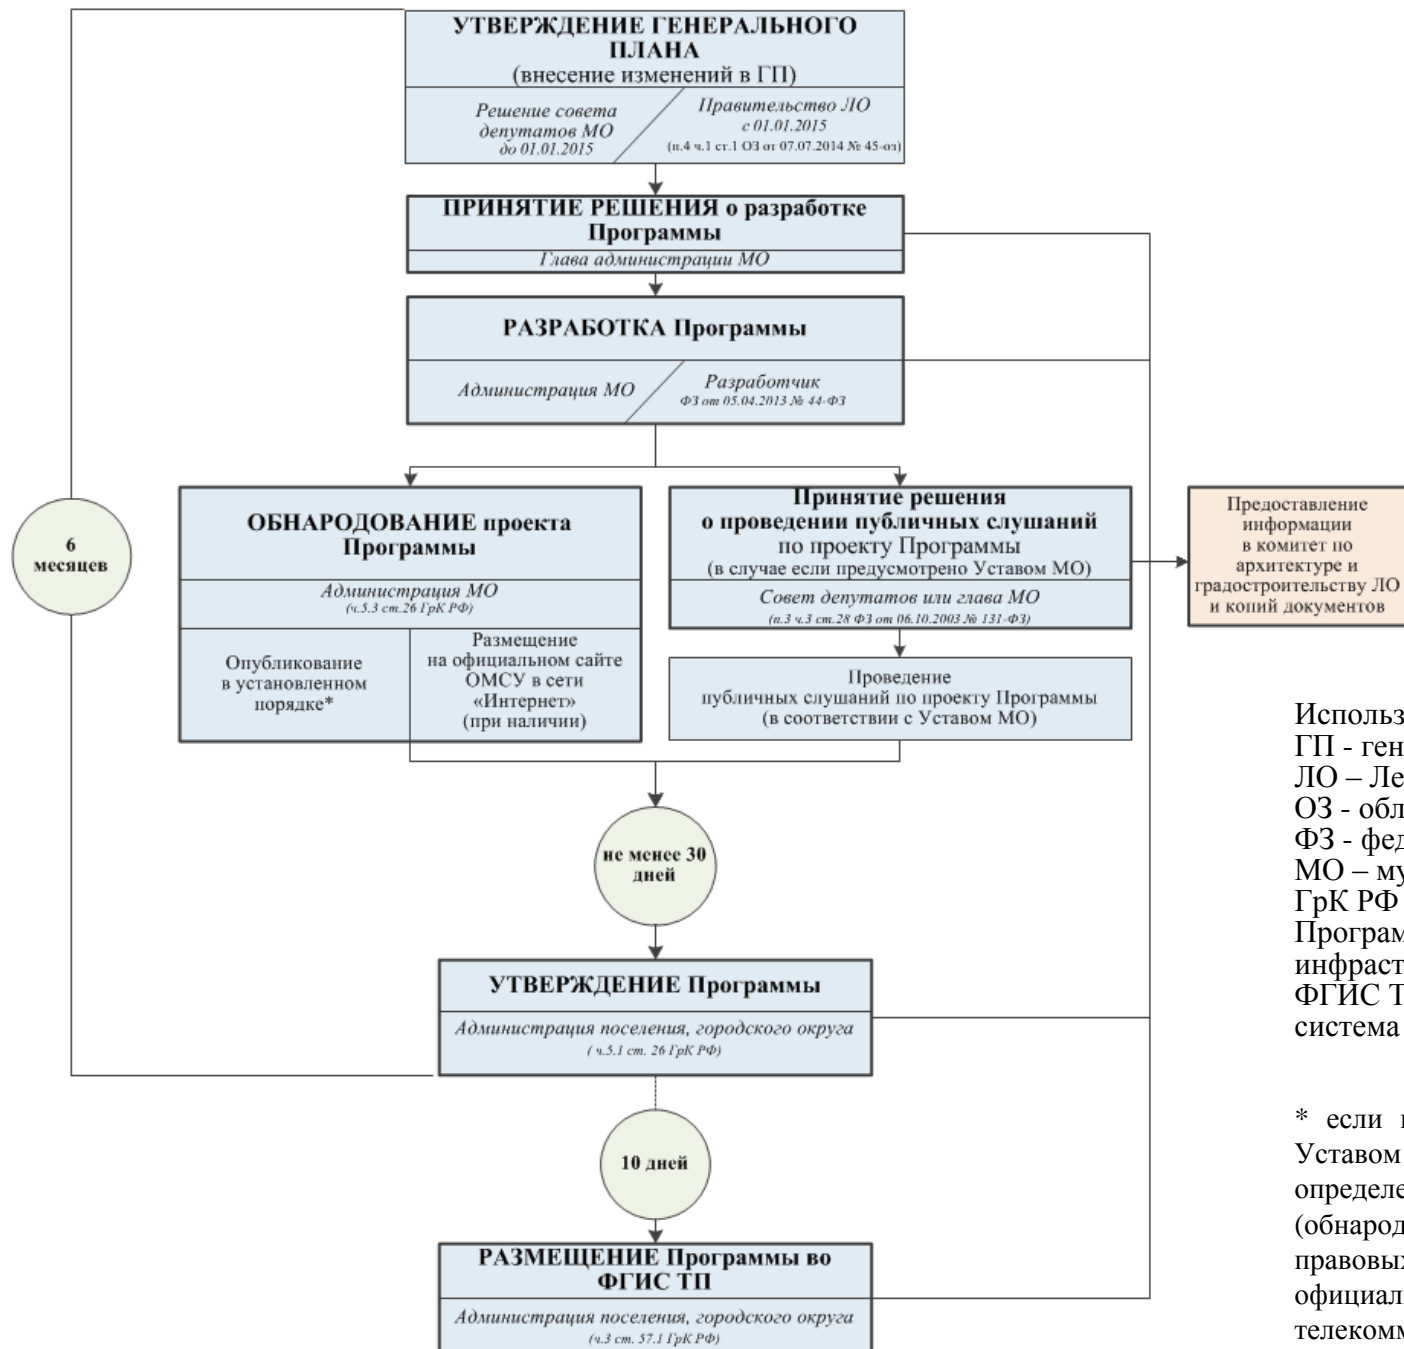 УТВЕРЖДЕНИЕ ГЕНЕРАЛЬНОГО
ПЛАНА
(внесение изменений в ГП)
Решение совета
депутатов МО
до 01.01.2015
Правительство ЛО
с 01.01.2015
(п.4 ч.1 ст.1 ОЗ от 07.07.2014 № 45-оз)
ПРИНЯТИЕ РЕШЕНИЯ о разработке
Программы
Глава администрации МО
РАЗРАБОТКА Программы
Администрация МО
Разработчик
ФЗ от 05.04.2013 № 44-ФЗ
6
месяцев
ОБНАРОДОВАНИЕ проекта
Программы
Администрация МО
(ч.5.3 ст.26 ГрК РФ)
Опубликование
в установленном
порядке*
Размещение
на официальном сайте
ОМСУ в сети
«Интернет»
(при наличии)
Принятие решения
о проведении публичных слушаний
по проекту Программы
(в случае если предусмотрено Уставом МО)
Совет депутатов или глава МО
(п.3 ч.3 ст.28 ФЗ от 06.10.2003 № 131-ФЗ)
Проведение
публичных слушаний по проекту Программы
(в соответствии с Уставом МО)
Предоставление
информации
в комитет по
архитектуре и
градостроительству ЛО
и копий документов
не менее 30
дней
УТВЕРЖДЕНИЕ Программы
Администрация поселения, городского округа
( ч.5.1 ст. 26 ГрК РФ)
10 дней
РАЗМЕЩЕНИЕ Программы во
ФГИС ТП
Администрация поселения, городского округа
(ч.3 ст. 57.1 ГрК РФ)
Использ
ГП - ген
ЛО – Ле
ОЗ - обл
ФЗ - фед
МО – му
ГрК РФ
Програм
инфраст
ФГИС Т
система
* если
Уставом
определе
(обнарод
правовых
официал
телекомм